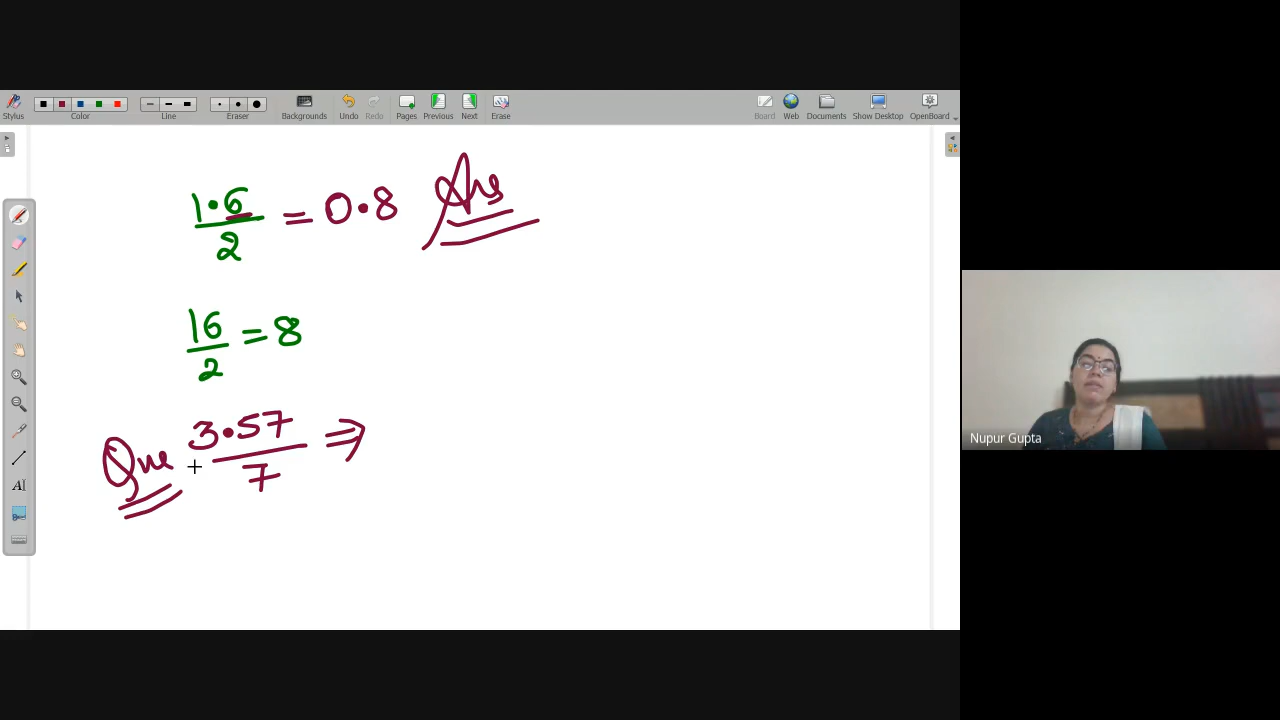 Stylus Color Line Eraser Backgrounds Undo Redo Pages Previous Next Erase Board Web Documents Show Desktop OpenBoard
1.6/2 = 0.8 Ans
16/2 = 8
Que 3.57/7 ⇒
Nupur Gupta